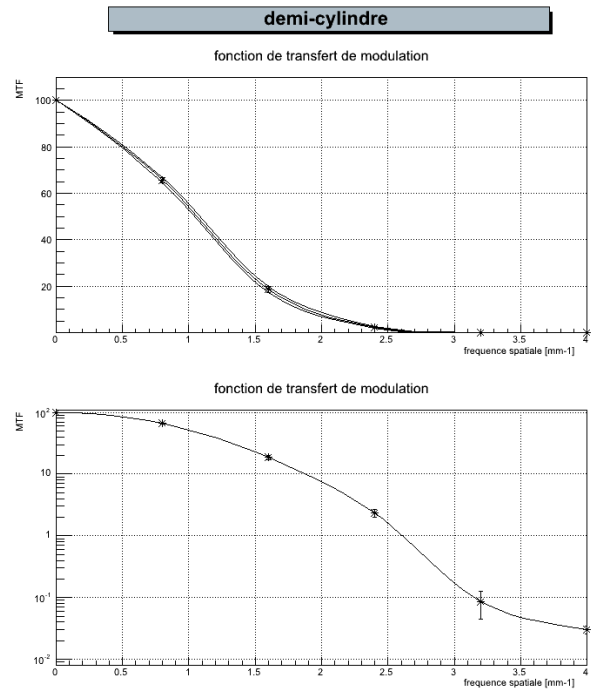 demi-cylindre
fonction de transfert de modulation
MTF
100
80
60
40
20
0 0.5 1 1.5 2 2.5 3 3.5 4
frequence spatiale [mm-1]
fonction de transfert de modulation
MTF
10^2
10
1
10^-1
10^-2
0 0.5 1 1.5 2 2.5 3 3.5 4
frequence spatiale [mm-1]